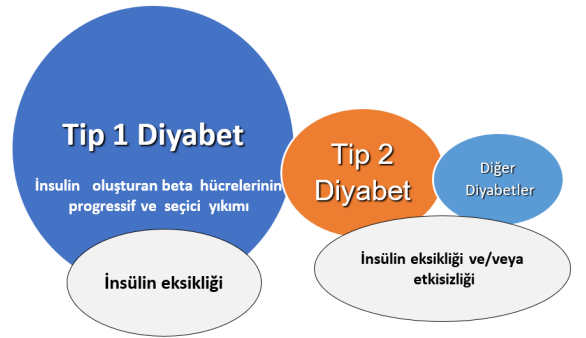 Tip 1 Diyabet
İnsulin oluşturan beta hücrelerinin
progressif ve seçici yıkımı
İnsülin eksikliği
Tip 2
Diyabet
Diğer
Diyabetler
İnsülin eksikliği ve/veya
etkisizliği